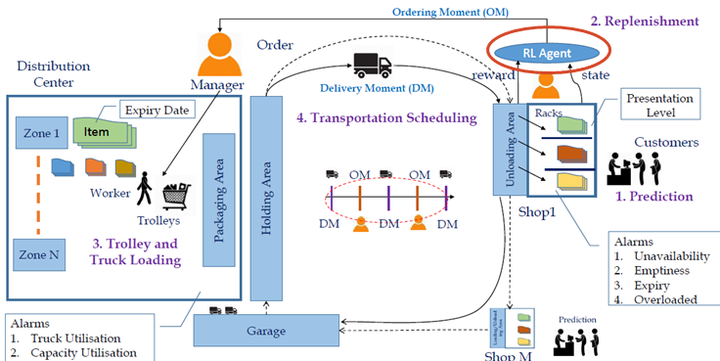 Ordering Moment (OM)
2. Replenishment
Order
RL Agent
Distribution
Center
Manager
reward
state
Delivery Moment (DM)
Expiry Date
Zone 1
Item
4. Transportation Scheduling
Racks
Presentation
Level
Unloading Area
Customers
Packaging Area
Holding Area
Worker
Trolleys
OM
OM
DM
DM
DM
1. Prediction
Shop1
3. Trolley and
Truck Loading
Zone N
Alarms
1. Unavailability
2. Emptiness
3. Expiry
4. Overloaded
Alarms
1. Truck Utilisation
2. Capacity Utilisation
Garage
Prediction
Shop M